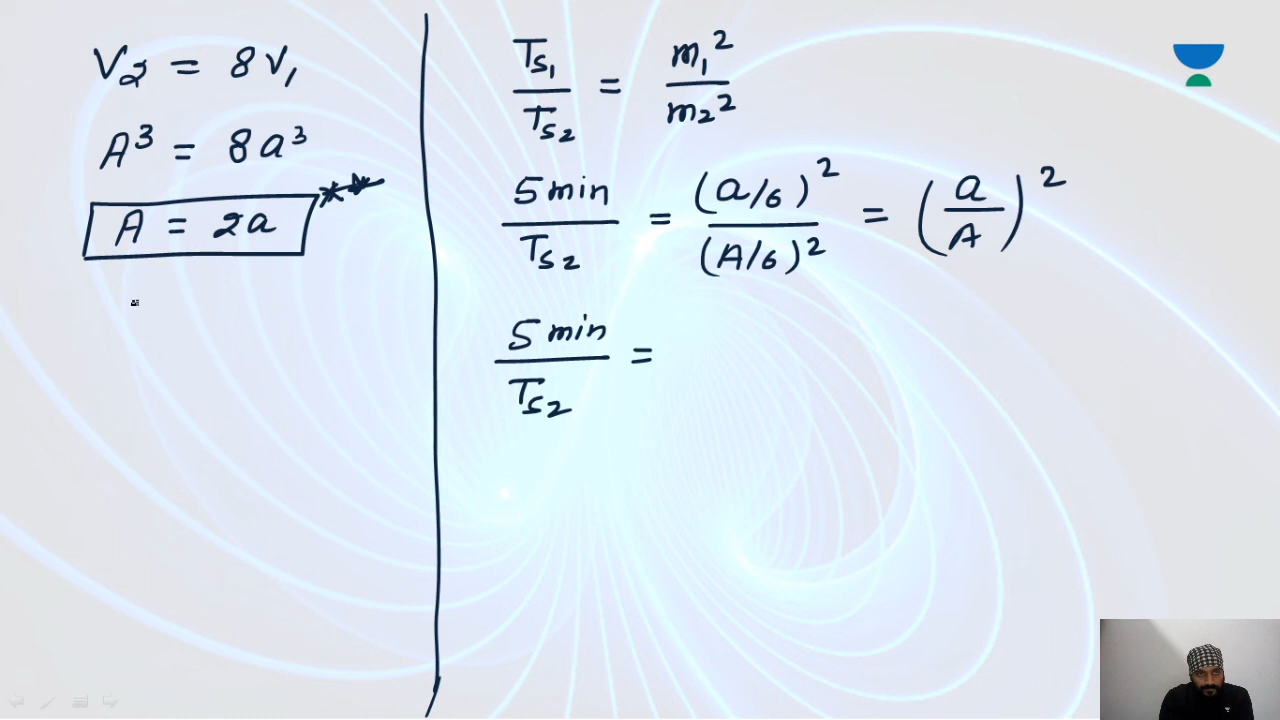 V₂ = 8V₁
A³ = 8a³
A = 2a
Ts₁/Ts₂ = m₁²/m₂²
5 min/Ts₂ = (a/6)²/(A/6)² = (a/A)²
5 min/Ts₂ =